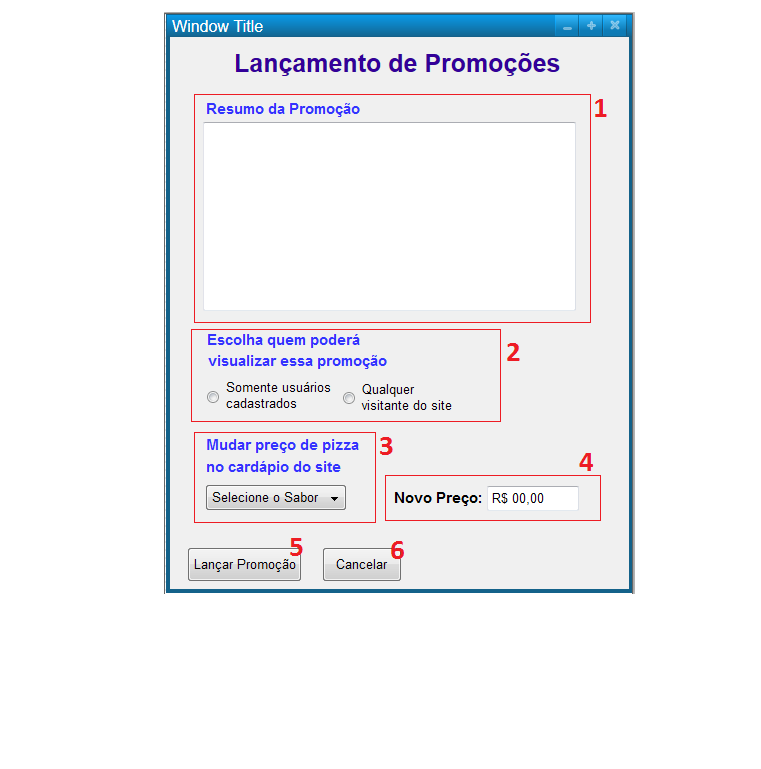 Window Title
Lançamento de Promoções
1
Resumo da Promoção
2
Escolha quem poderá
visualizar essa promoção
Somente usuários
cadastrados
Qualquer
visitante do site
3
Mudar preço de pizza
no cardápio do site
Selecione o Sabor
4
Novo Preço: R$ 00,00
5
Lançar Promoção
6
Cancelar